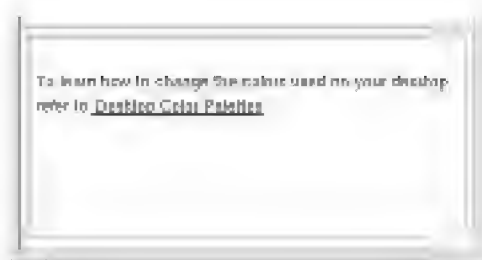 To learn how to change the colors used on your desktop
refer to Desktop Color Palettes